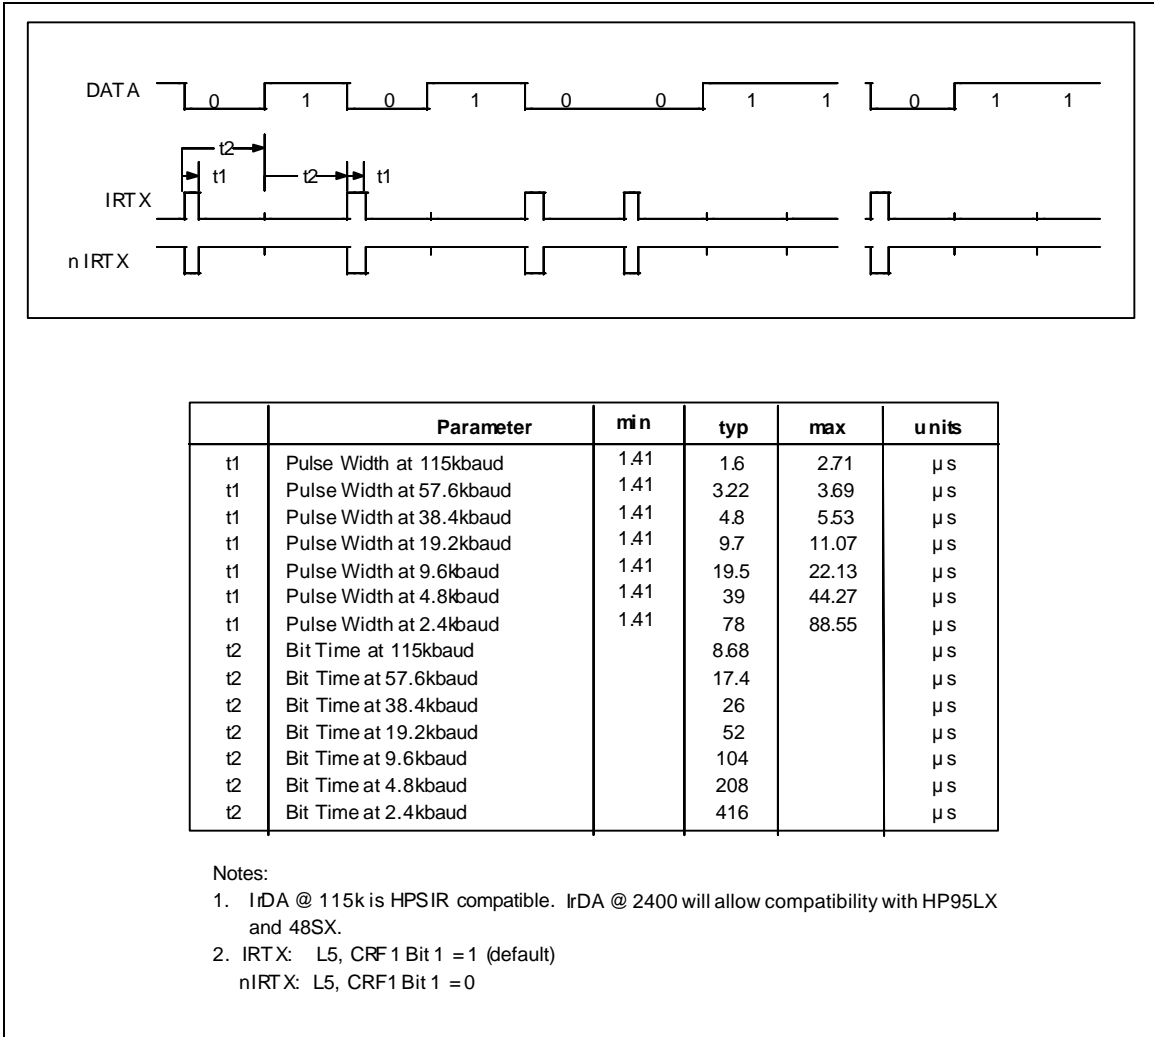 DATA 0 1 0 1 0 0 1 1 0 1 1
t2
t1 t2 t1
IRTX
nIRTX
Parameter min typ max units
t1 Pulse Width at 115kbaud 1.41 1.6 2.71 µs
t1 Pulse Width at 57.6kbaud 1.41 3.22 3.69 µs
t1 Pulse Width at 38.4kbaud 1.41 4.8 5.53 µs
t1 Pulse Width at 19.2kbaud 1.41 9.7 11.07 µs
t1 Pulse Width at 9.6kbaud 1.41 19.5 22.13 µs
t1 Pulse Width at 4.8kbaud 1.41 39 44.27 µs
t1 Pulse Width at 2.4kbaud 1.41 78 88.55 µs
t2 Bit Time at 115kbaud 8.68 µs
t2 Bit Time at 57.6kbaud 17.4 µs
t2 Bit Time at 38.4kbaud 26 µs
t2 Bit Time at 19.2kbaud 52 µs
t2 Bit Time at 9.6kbaud 104 µs
t2 Bit Time at 4.8kbaud 208 µs
t2 Bit Time at 2.4kbaud 416 µs
Notes:
1. IrDA @ 115k is HPSIR compatible. IrDA @ 2400 will allow compatibility with HP95LX
and 48SX.
2. IRTX: L5, CRF1 Bit 1 = 1 (default)
nIRTX: L5, CRF1 Bit 1 = 0